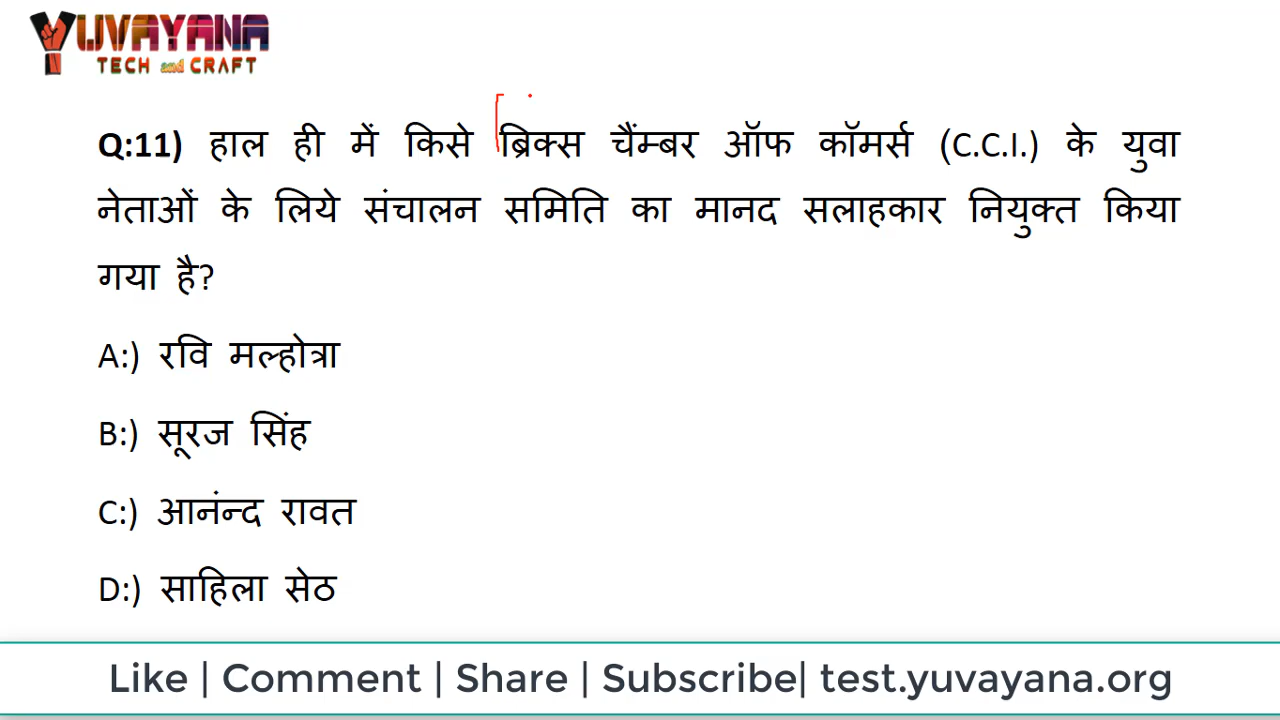 YUVAYANA
TECH and CRAFT
Q:11) हाल ही में किसे ब्रिक्स चैंम्बर ऑफ कॉमर्स (C.C.I.) के युवा
नेताओं के लिये संचालन समिति का मानद सलाहकार नियुक्त किया
गया है?
A:) रवि मल्होत्रा
B:) सूरज सिंह
C:) आनंन्द रावत
D:) साहिला सेठ
Like | Comment | Share | Subscribe| test.yuvayana.org